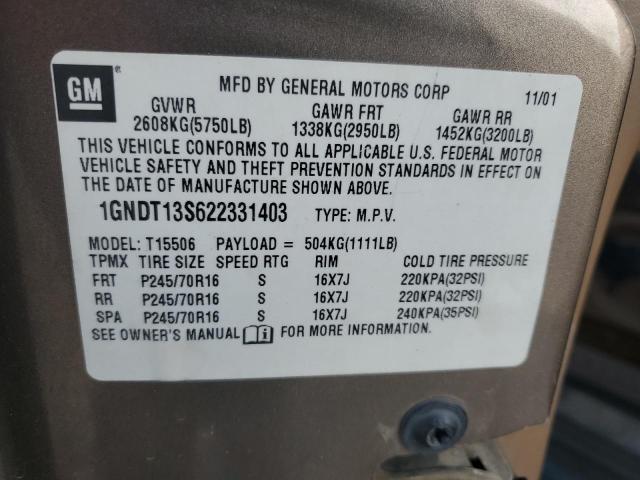 GM
MFD BY GENERAL MOTORS CORP 11/01
GVWR GAWR FRT GAWR RR
2608KG(5750LB) 1338KG(2950LB) 1452KG(3200LB)
THIS VEHICLE CONFORMS TO ALL APPLICABLE U.S. FEDERAL MOTOR
VEHICLE SAFETY AND THEFT PREVENTION STANDARDS IN EFFECT ON
THE DATE OF MANUFACTURE SHOWN ABOVE.
1GNDT13S622331403 TYPE: M.P.V.
MODEL: T15506 PAYLOAD = 504KG(1111LB)
TPMX TIRE SIZE SPEED RTG RIM COLD TIRE PRESSURE
FRT P245/70R16 S 16X7J 220KPA(32PSI)
RR P245/70R16 S 16X7J 220KPA(32PSI)
SPA P245/70R16 S 16X7J 240KPA(35PSI)
SEE OWNER'S MANUAL FOR MORE INFORMATION.